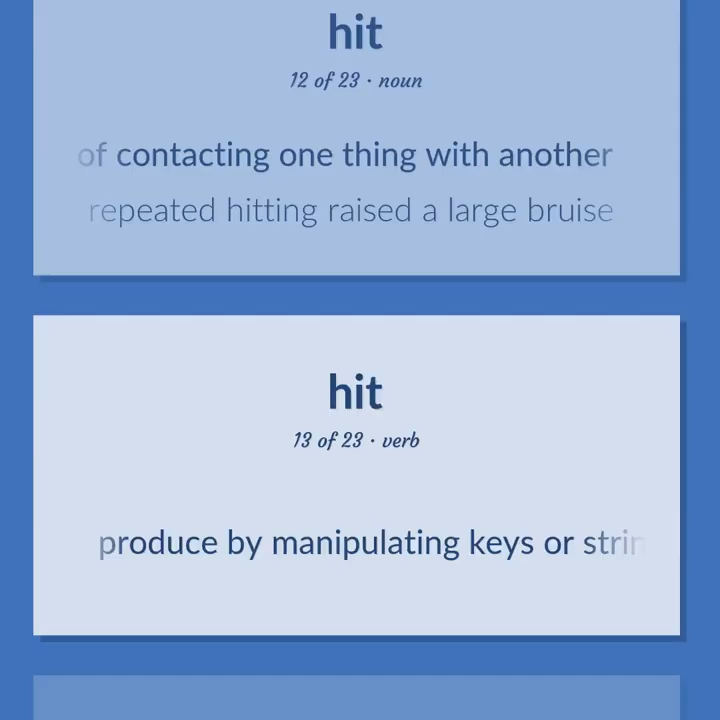 hit
12 of 23 · noun
of contacting one thing with another
repeated hitting raised a large bruise
hit
13 of 23 · verb
produce by manipulating keys or